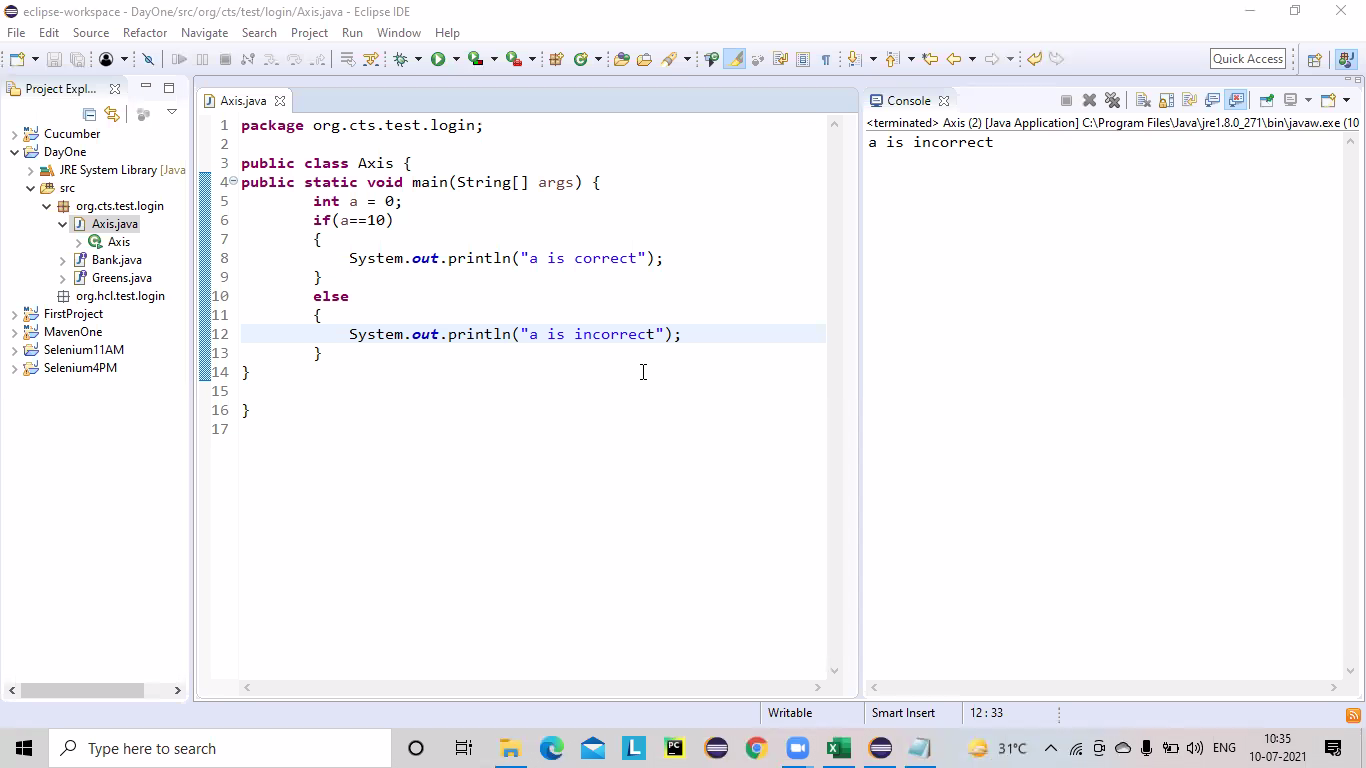 eclipse-workspace - DayOne/src/org/cts/test/login/Axis.java - Eclipse IDE
File Edit Source Refactor Navigate Search Project Run Window Help
Quick Access
Project Expl...
Cucumber
DayOne
JRE System Library [Java
src
org.cts.test.login
Axis.java
Axis
Bank.java
Greens.java
org.hcl.test.login
FirstProject
MavenOne
Selenium11AM
Selenium4PM
Axis.java
1 package org.cts.test.login;
2
3 public class Axis {
4 public static void main(String[] args) {
5 int a = 0;
6 if(a==10)
7 {
8 System.out.println("a is correct");
9 }
10 else
11 {
12 System.out.println("a is incorrect");
13 }
14 }
15
16 }
17
Console
<terminated> Axis (2) [Java Application] C:\Program Files\Java\jre1.8.0_271\bin\javaw.exe (10
a is incorrect
Writable Smart Insert 12 : 33
Type here to search
L
PC
31°C
ENG
10:35
10-07-2021